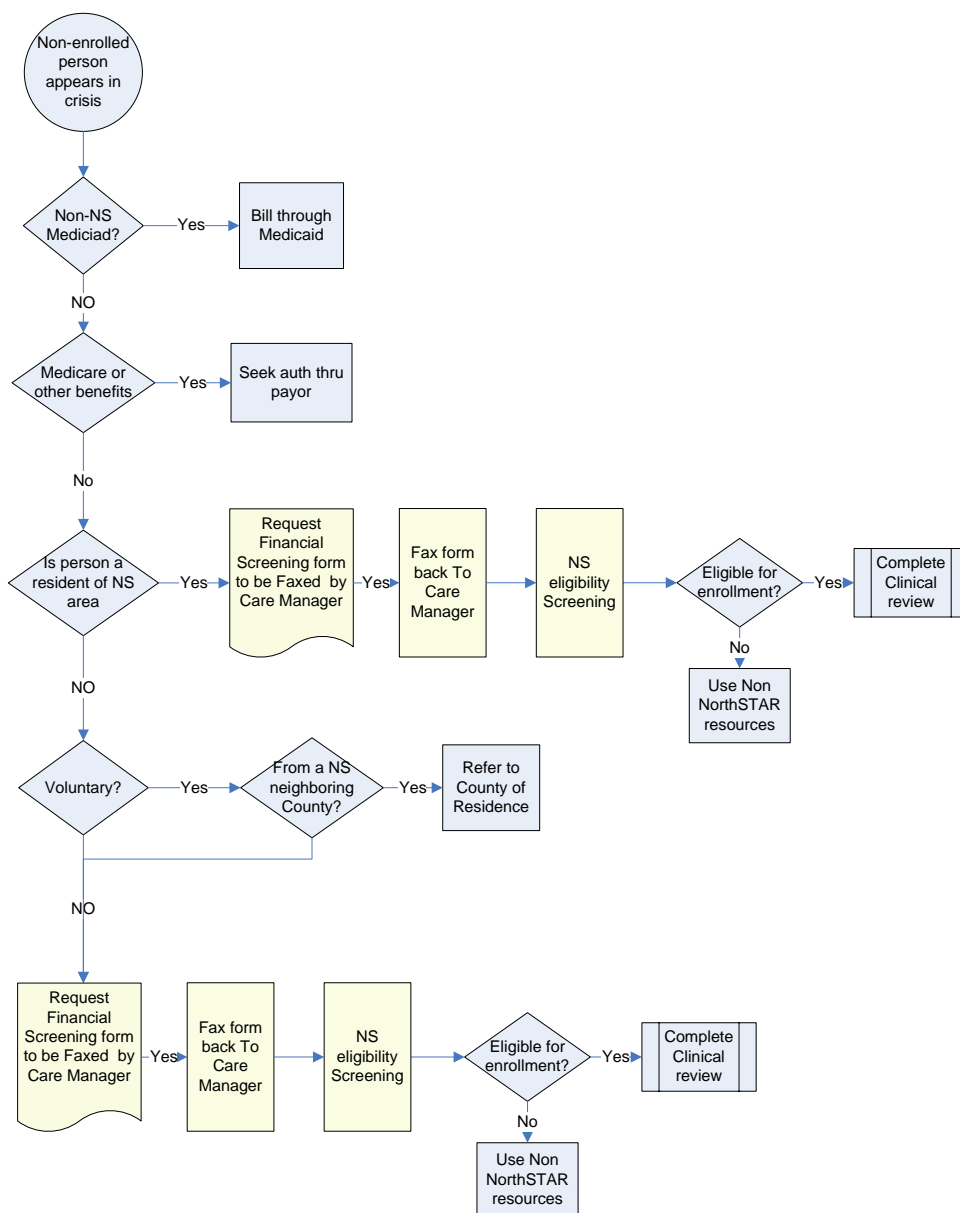 Non-enrolled
person
appears in
crisis
Non-NS
Mediciad?
Yes
Bill through
Medicaid
NO
Medicare or
other benefits
Yes
Seek auth thru
payor
No
Is person a
resident of NS
area
Yes
Request
Financial
Screening form
to be Faxed by
Care Manager
Yes
Fax form
back To
Care
Manager
NS
eligibility
Screening
Eligible for
enrollment?
Yes
Complete
Clinical
review
No
Use Non
NorthSTAR
resources
NO
Voluntary?
Yes
From a NS
neighboring
County?
Yes
Refer to
County of
Residence
NO
Request
Financial
Screening form
to be Faxed by
Care Manager
Yes
Fax form
back To
Care
Manager
NS
eligibility
Screening
Eligible for
enrollment?
Yes
Complete
Clinical
review
No
Use Non
NorthSTAR
resources